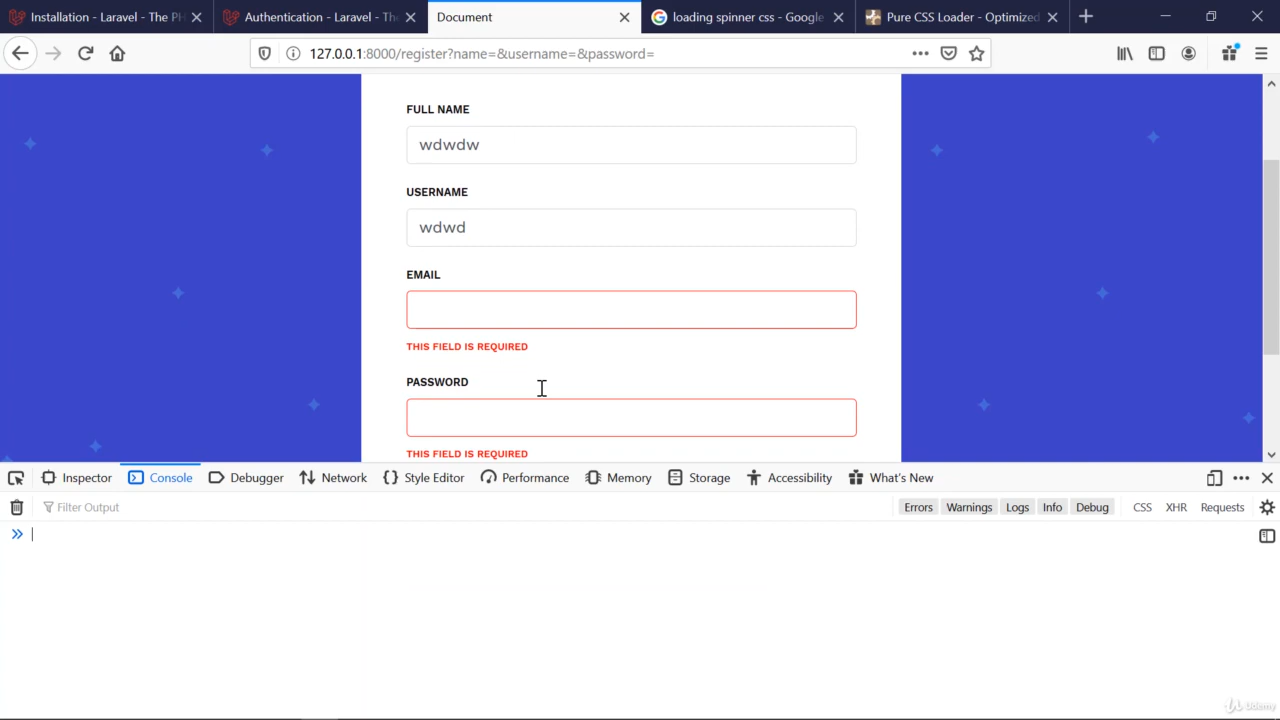 Installation - Laravel - The PH
Authentication - Laravel - The
Document
loading spinner css - Google
Pure CSS Loader - Optimized
127.0.0.1:8000/register?name=&username=&password=
FULL NAME
wdwdw
USERNAME
wdwd
EMAIL
THIS FIELD IS REQUIRED
PASSWORD
THIS FIELD IS REQUIRED
Inspector Console Debugger Network Style Editor Performance Memory Storage Accessibility What's New
Filter Output Errors Warnings Logs Info Debug CSS XHR Requests
Udemy